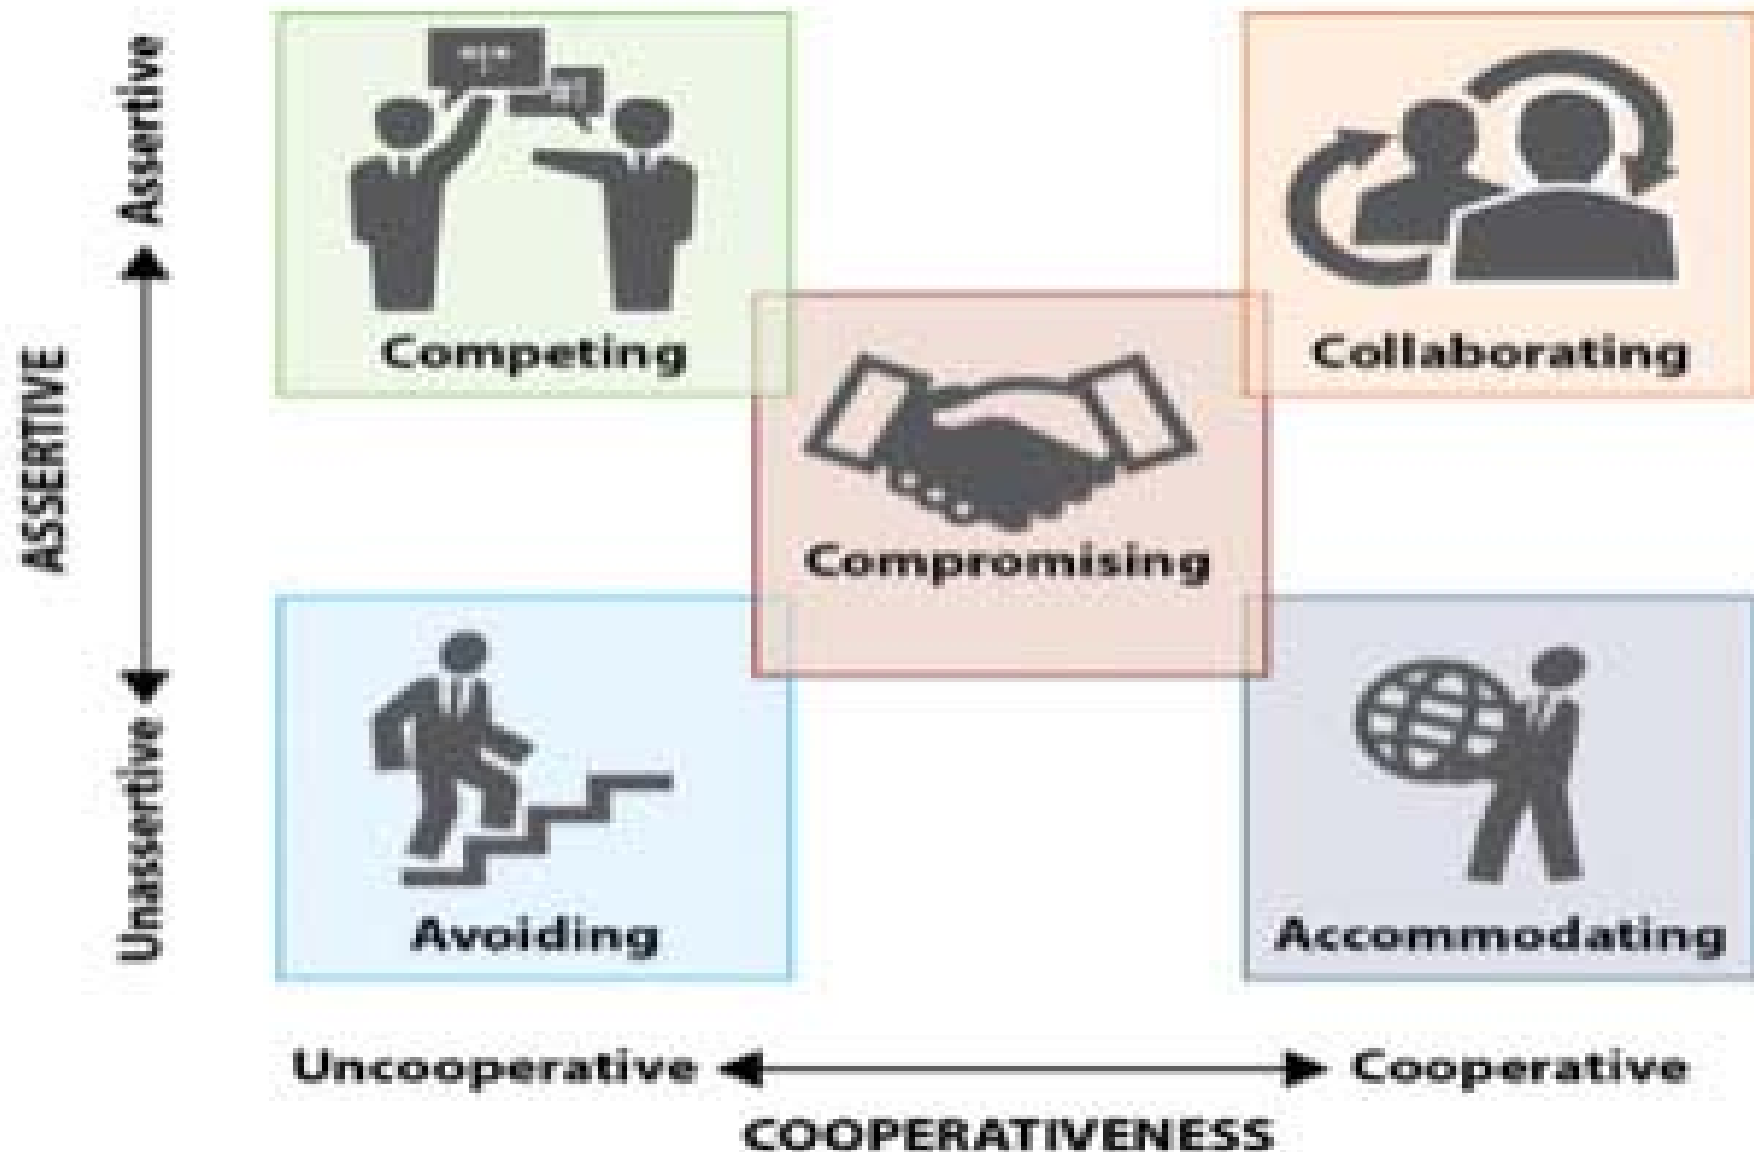 Assertive
ASSERTIVE
Unassertive
Competing
Collaborating
Compromising
Avoiding
Accommodating
Uncooperative
Cooperative
COOPERATIVENESS